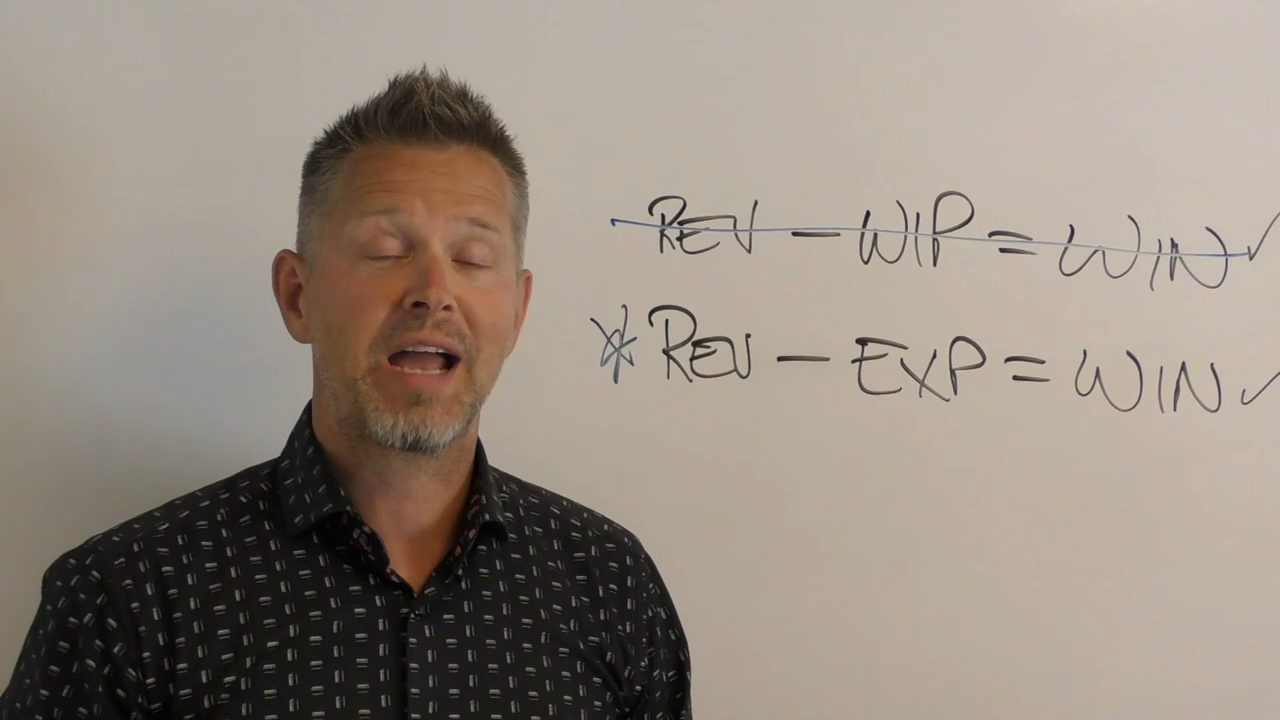 REV - WIP = WIN ✓
* REV - EXP = WIN ✓